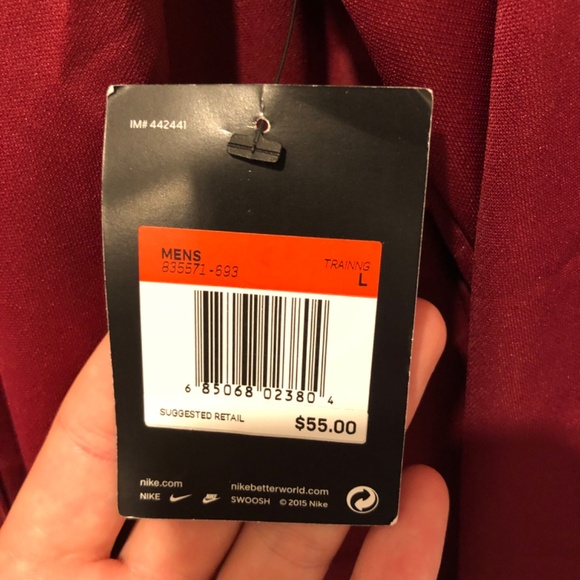 IM# 442441
MENS
835571-693
TRAINNG
L
6 85068 02380 4
SUGGESTED RETAIL
$55.00
nike.com
nikebetterworld.com
NIKE
SWOOSH © 2015 Nike